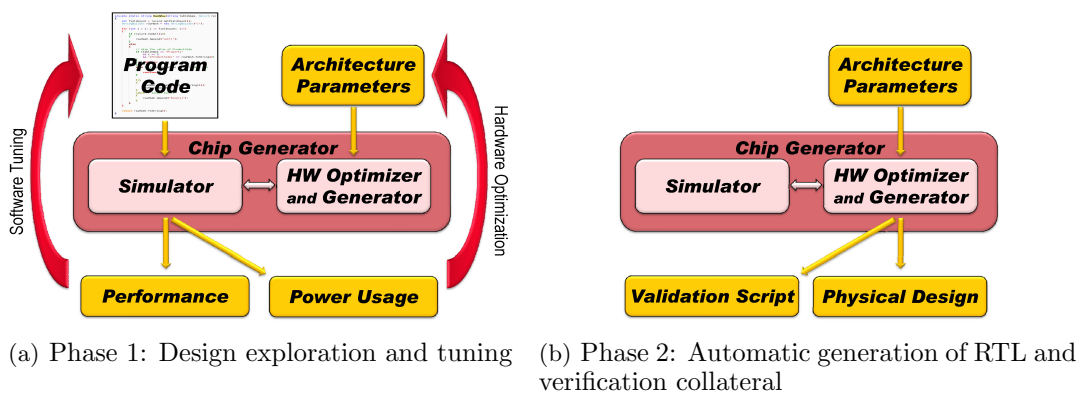 Program
Code
Architecture
Parameters
Software Tuning
Hardware Optimization
Chip Generator
Simulator
HW Optimizer
and Generator
Performance
Power Usage
(a) Phase 1: Design exploration and tuning
Architecture
Parameters
Chip Generator
Simulator
HW Optimizer
and Generator
Validation Script
Physical Design
(b) Phase 2: Automatic generation of RTL and
verification collateral